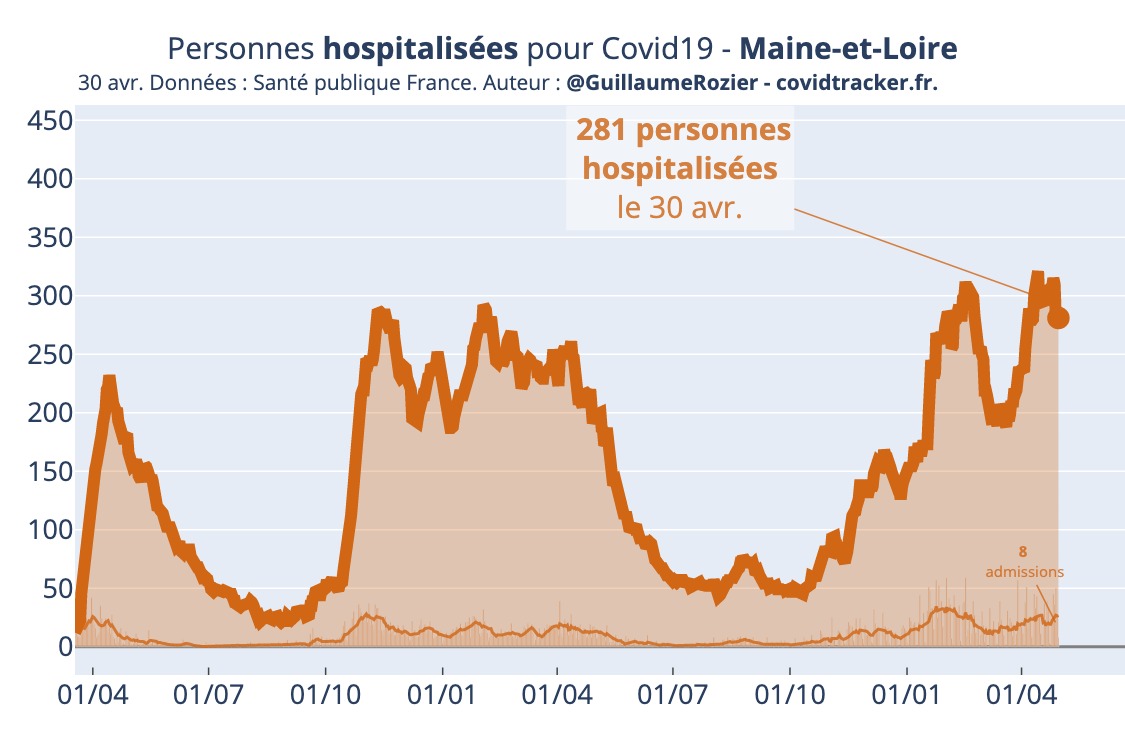 Personnes hospitalisées pour Covid19 - Maine-et-Loire
30 avr. Données : Santé publique France. Auteur : @GuillaumeRozier - covidtracker.fr.
450
400
350
300
250
200
150
100
50
0
281 personnes
hospitalisées
le 30 avr.
8
admissions
01/04 01/07 01/10 01/01 01/04 01/07 01/10 01/01 01/04